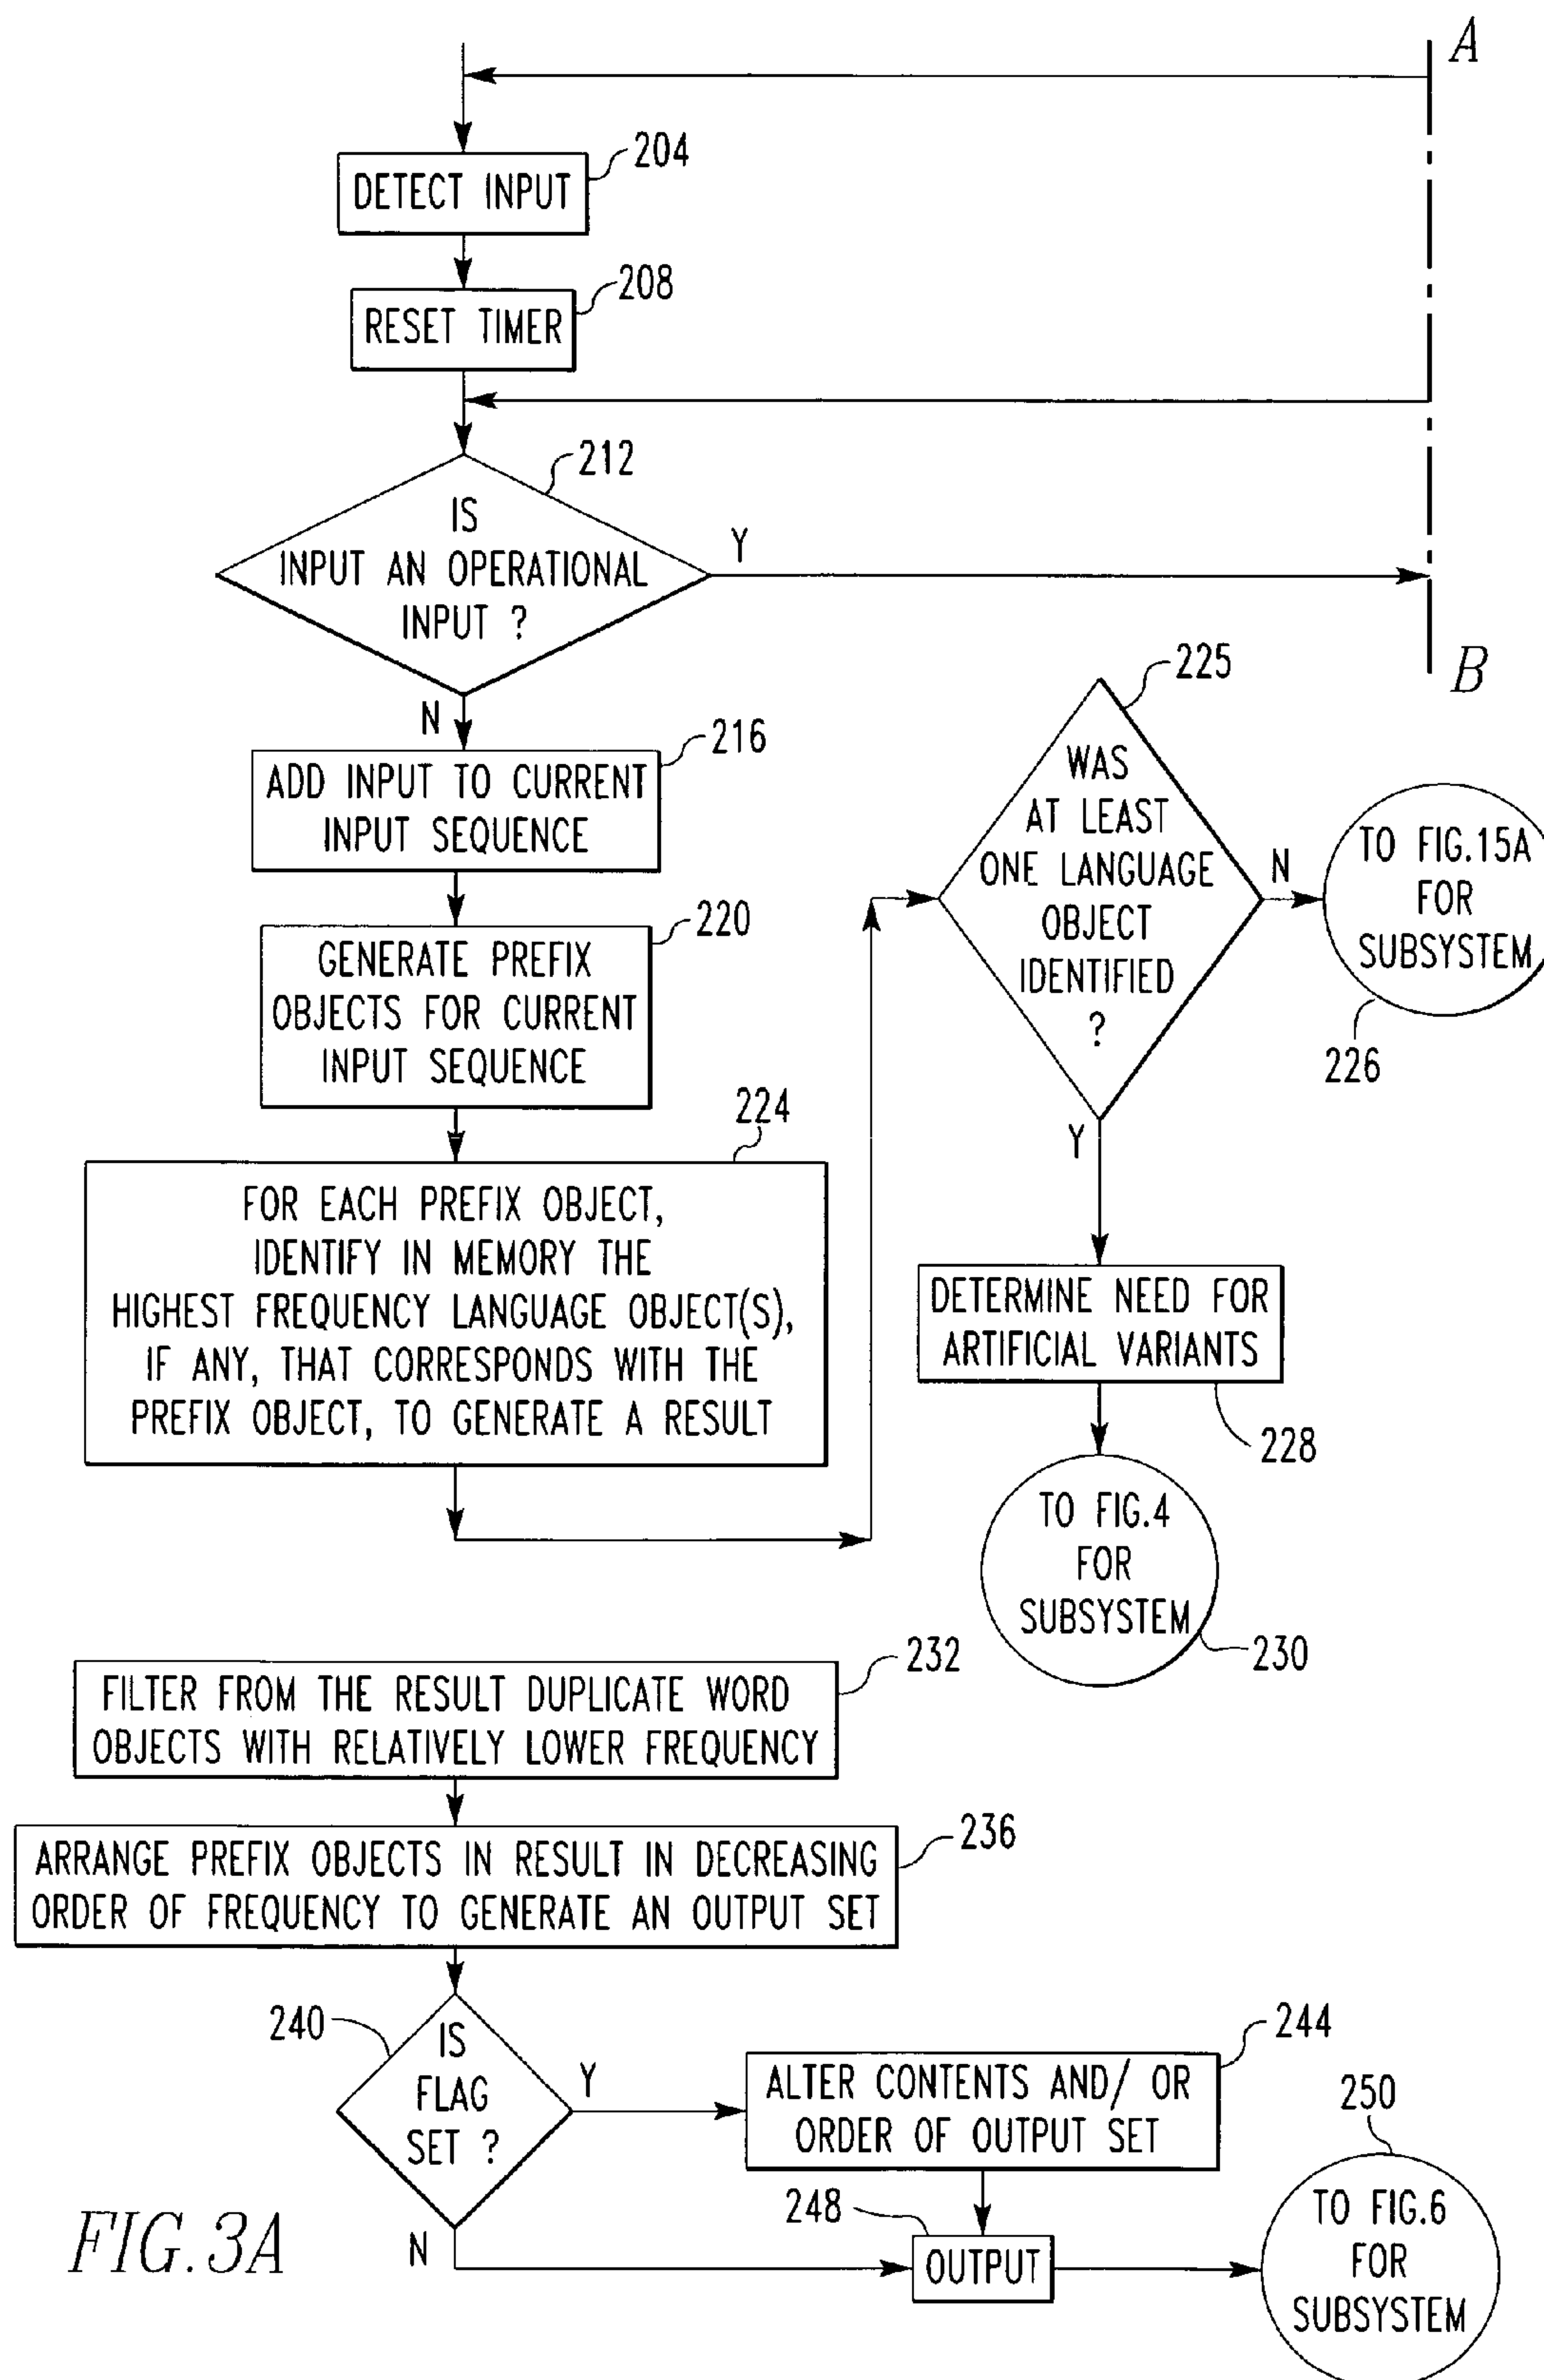 A
204
DETECT INPUT
208
RESET TIMER
212
IS
INPUT AN OPERATIONAL
INPUT ?
Y
B
N
216
ADD INPUT TO CURRENT
INPUT SEQUENCE
220
GENERATE PREFIX
OBJECTS FOR CURRENT
INPUT SEQUENCE
224
FOR EACH PREFIX OBJECT,
IDENTIFY IN MEMORY THE
HIGHEST FREQUENCY LANGUAGE OBJECT(S),
IF ANY, THAT CORRESPONDS WITH THE
PREFIX OBJECT, TO GENERATE A RESULT
225
WAS
AT LEAST
ONE LANGUAGE
OBJECT
IDENTIFIED
?
N
TO FIG.15A
FOR
SUBSYSTEM
226
Y
DETERMINE NEED FOR
ARTIFICIAL VARIANTS
228
TO FIG.4
FOR
SUBSYSTEM
230
232
FILTER FROM THE RESULT DUPLICATE WORD
OBJECTS WITH RELATIVELY LOWER FREQUENCY
236
ARRANGE PREFIX OBJECTS IN RESULT IN DECREASING
ORDER OF FREQUENCY TO GENERATE AN OUTPUT SET
240
IS
FLAG
SET ?
Y
244
ALTER CONTENTS AND/ OR
ORDER OF OUTPUT SET
N
248
OUTPUT
250
TO FIG.6
FOR
SUBSYSTEM
FIG.3A